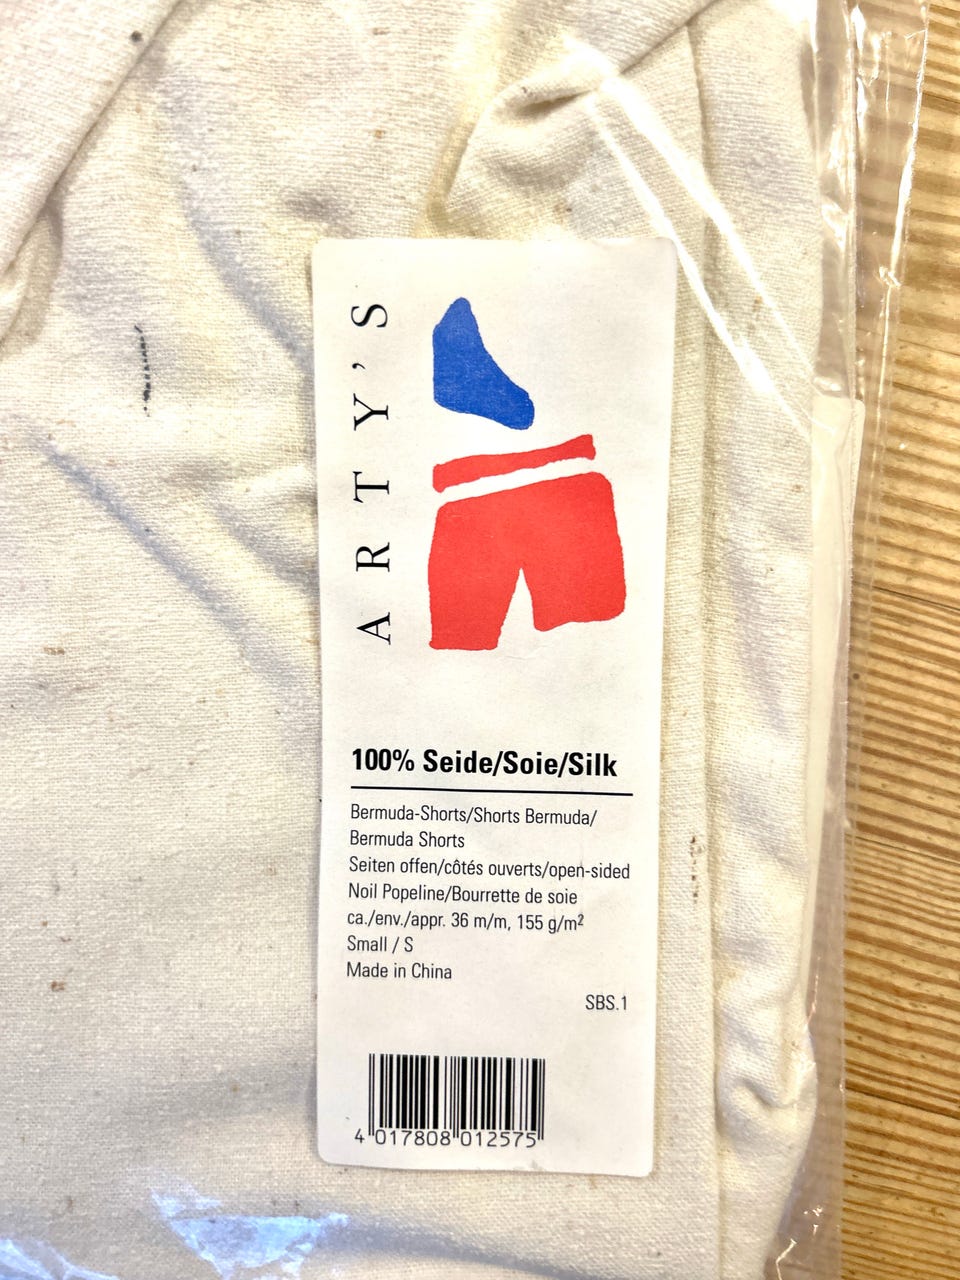 ARTY'S
100% Seide/Soie/Silk
Bermuda-Shorts/Shorts Bermuda/
Bermuda Shorts
Seiten offen/côtés ouverts/open-sided
Noil Popeline/Bourrette de soie
ca./env./appr. 36 m/m, 155 g/m²
Small / S
Made in China
SBS.1
4 017808 012575